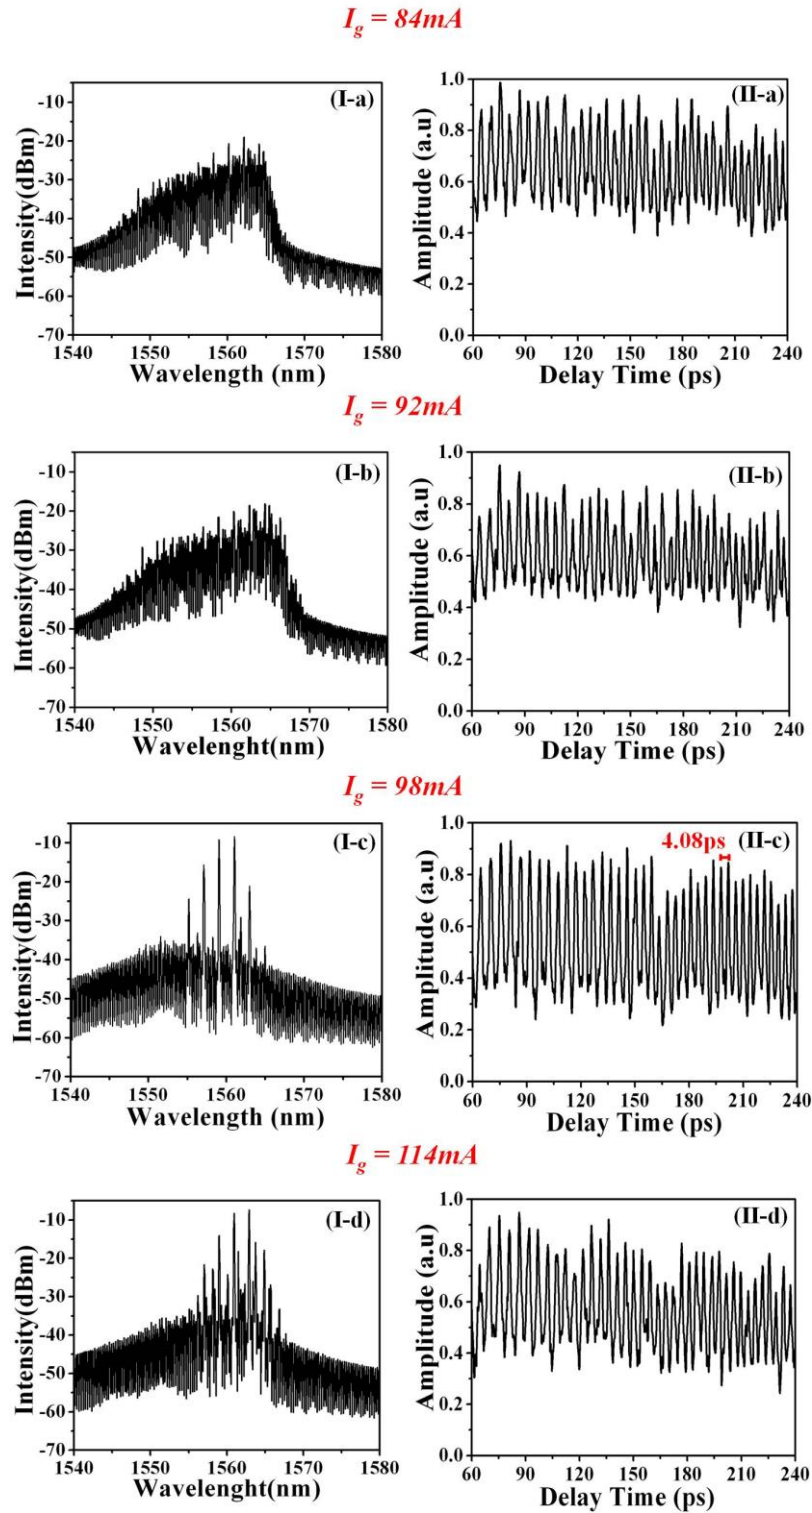 I_g = 84mA
(I-a)
Intensity(dBm)
-10
-20
-30
-40
-50
-60
-70
1540 1550 1560 1570 1580
Wavelength (nm)
(II-a)
Amplitude (a.u)
1.0
0.8
0.6
0.4
0.2
0.0
60 90 120 150 180 210 240
Delay Time (ps)
I_g = 92mA
(I-b)
Intensity(dBm)
-10
-20
-30
-40
-50
-60
-70
1540 1550 1560 1570 1580
Wavelenght(nm)
(II-b)
Amplitude (a.u)
1.0
0.8
0.6
0.4
0.2
0.0
60 90 120 150 180 210 240
Delay Time (ps)
I_g = 98mA
(I-c)
Intensity(dBm)
-10
-20
-30
-40
-50
-60
-70
1540 1550 1560 1570 1580
Wavelength (nm)
4.08ps (II-c)
Amplitude (a.u)
1.0
0.8
0.6
0.4
0.2
0.0
60 90 120 150 180 210 240
Delay Time (ps)
I_g = 114mA
(I-d)
Intensity(dBm)
-10
-20
-30
-40
-50
-60
-70
1540 1550 1560 1570 1580
Wavelenght(nm)
(II-d)
Amplitude (a.u)
1.0
0.8
0.6
0.4
0.2
0.0
60 90 120 150 180 210 240
Delay Time (ps)